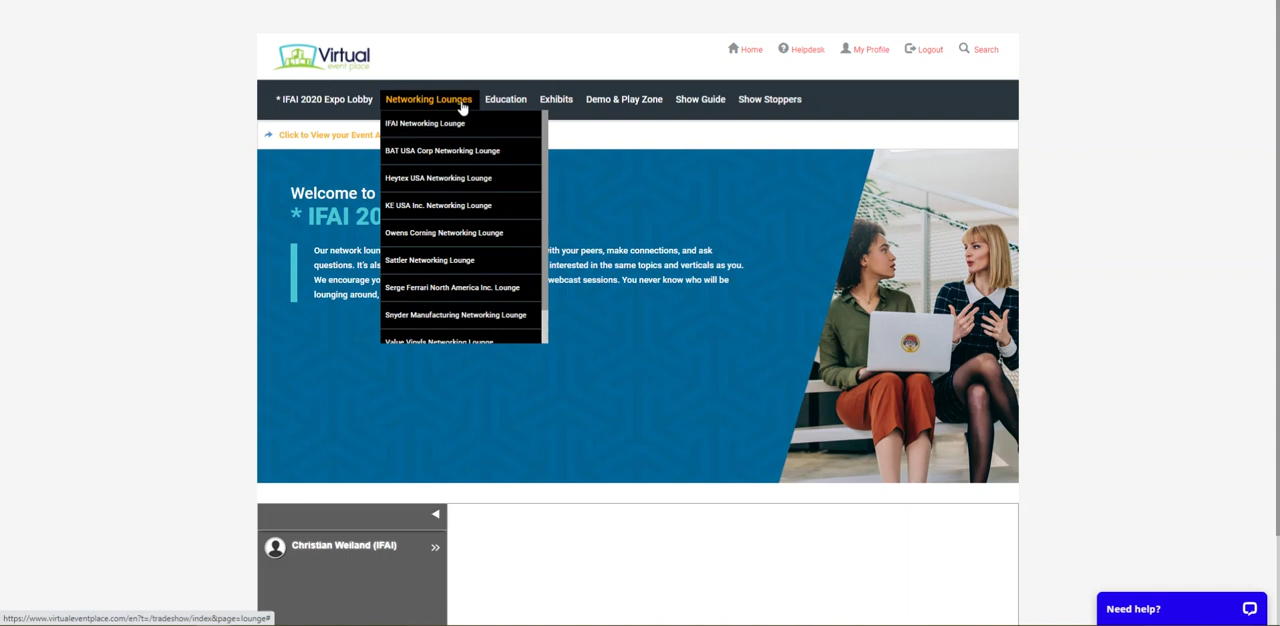 Virtual
event place
Home
Helpdesk
My Profile
Logout
Search
* IFAI 2020 Expo Lobby
Networking Lounges
Education
Exhibits
Demo & Play Zone
Show Guide
Show Stoppers
Click to View your Event A
IFAI Networking Lounge
BAT USA Corp Networking Lounge
Heytex USA Networking Lounge
KE USA Inc. Networking Lounge
Owens Corning Networking Lounge
Sattler Networking Lounge
Serge Ferrari North America Inc. Lounge
Snyder Manufacturing Networking Lounge
Value Vinyls Networking Lounge
Welcome to
* IFAI 20
Our network loun ith your peers, make connections, and ask
questions. It's als interested in the same topics and verticals as you.
We encourage yo webcast sessions. You never know who will be
lounging around,
Christian Weiland (IFAI)
Need help?
https://www.virtualeventplace.com/en?t=/tradeshow/index&page=lounge#